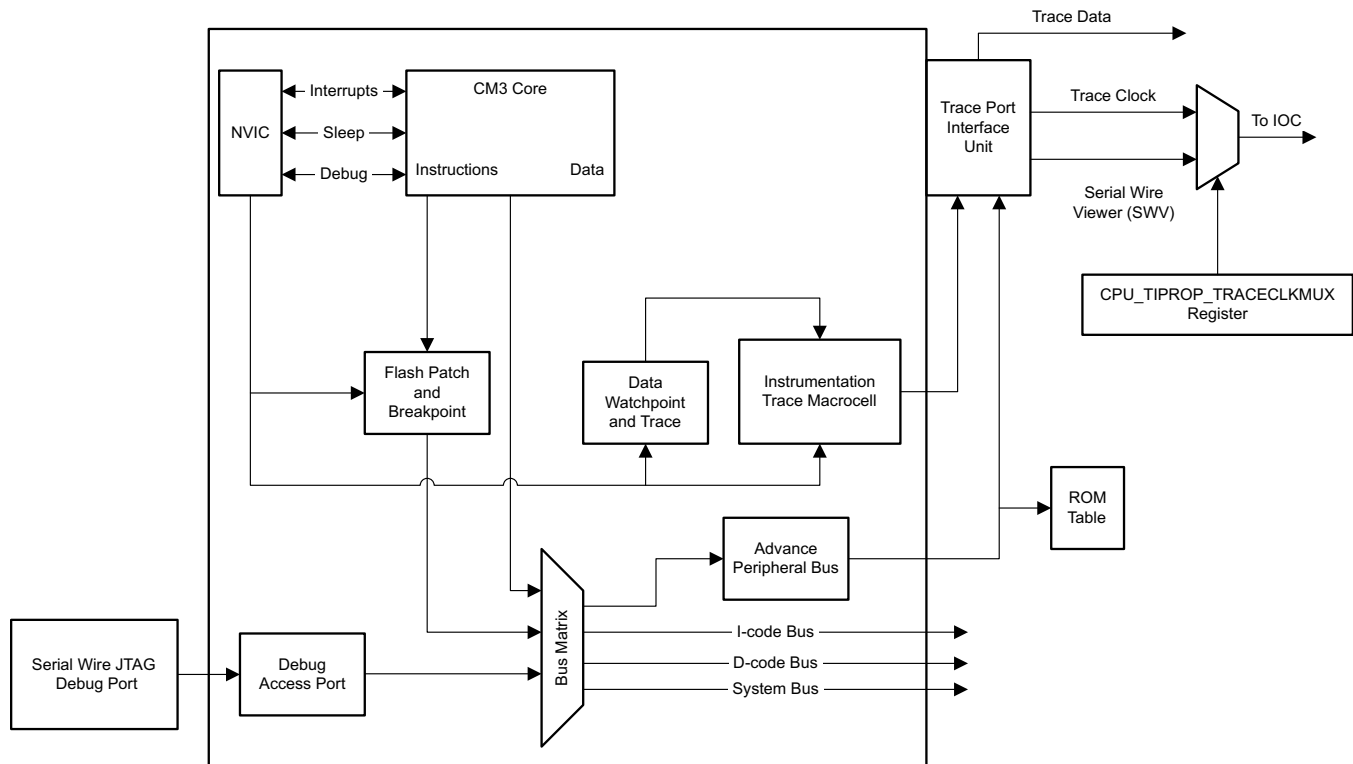 Trace Data
NVIC
Interrupts
Sleep
Debug
CM3 Core
Instructions
Data
Trace Port
Interface
Unit
Trace Clock
Serial Wire
Viewer (SWV)
To IOC
CPU_TIPROP_TRACECLKMUX
Register
Flash Patch
and
Breakpoint
Data
Watchpoint
and Trace
Instrumentation
Trace Macrocell
ROM
Table
Advance
Peripheral Bus
Bus Matrix
I-code Bus
D-code Bus
System Bus
Serial Wire JTAG
Debug Port
Debug
Access Port